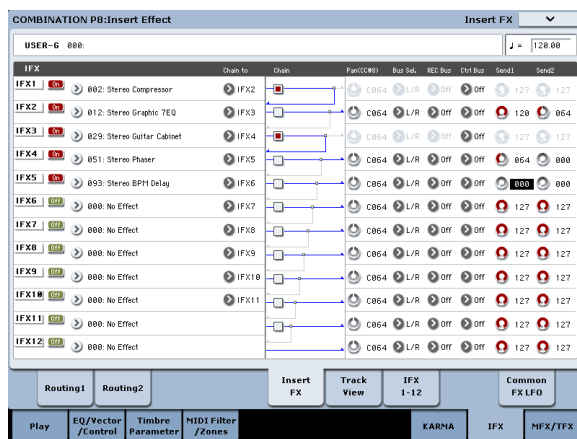 COMBINATION P8:Insert Effect Insert FX
USER-G 000: ♩= 120.00
IFX Chain to Chain Pan(CC#8) Bus Sel. REC Bus Ctrl Bus Send1 Send2
IFX1 On 002: Stereo Compressor IFX2 C064 L/R Off Off 127 127
IFX2 On 012: Stereo Graphic 7EQ IFX3 C064 L/R Off Off 120 064
IFX3 On 029: Stereo Guitar Cabinet IFX4 C064 L/R Off Off 127 127
IFX4 On 051: Stereo Phaser IFX5 C064 L/R Off Off 064 000
IFX5 On 093: Stereo BPM Delay IFX6 C064 L/R Off Off 000 000
IFX6 Off 000: No Effect IFX7 C064 L/R Off Off 127 127
IFX7 Off 000: No Effect IFX8 C064 L/R Off Off 127 127
IFX8 Off 000: No Effect IFX9 C064 L/R Off Off 127 127
IFX9 Off 000: No Effect IFX10 C064 L/R Off Off 127 127
IFX10 Off 000: No Effect IFX11 C064 L/R Off Off 127 127
IFX11 Off 000: No Effect C064 L/R Off Off 127 127
IFX12 Off 000: No Effect C064 L/R Off Off 127 127
Routing1 Routing2 Insert FX Track View IFX 1-12 Common FX LFO
Play EQ/Vector /Control Timbre Parameter MIDI Filter /Zones KARMA IFX MFX/TFX